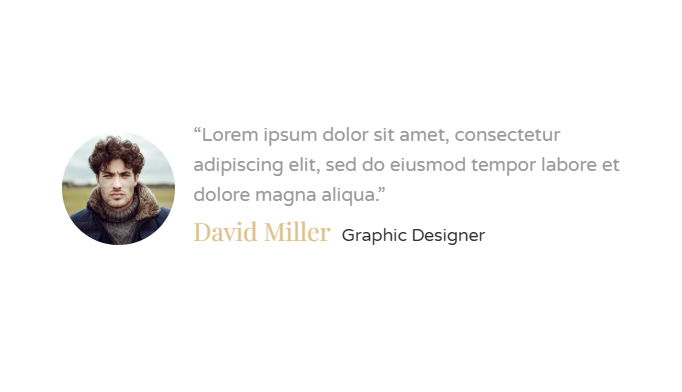 “Lorem ipsum dolor sit amet, consectetur
adipiscing elit, sed do eiusmod tempor labore et
dolore magna aliqua.”
David Miller Graphic Designer